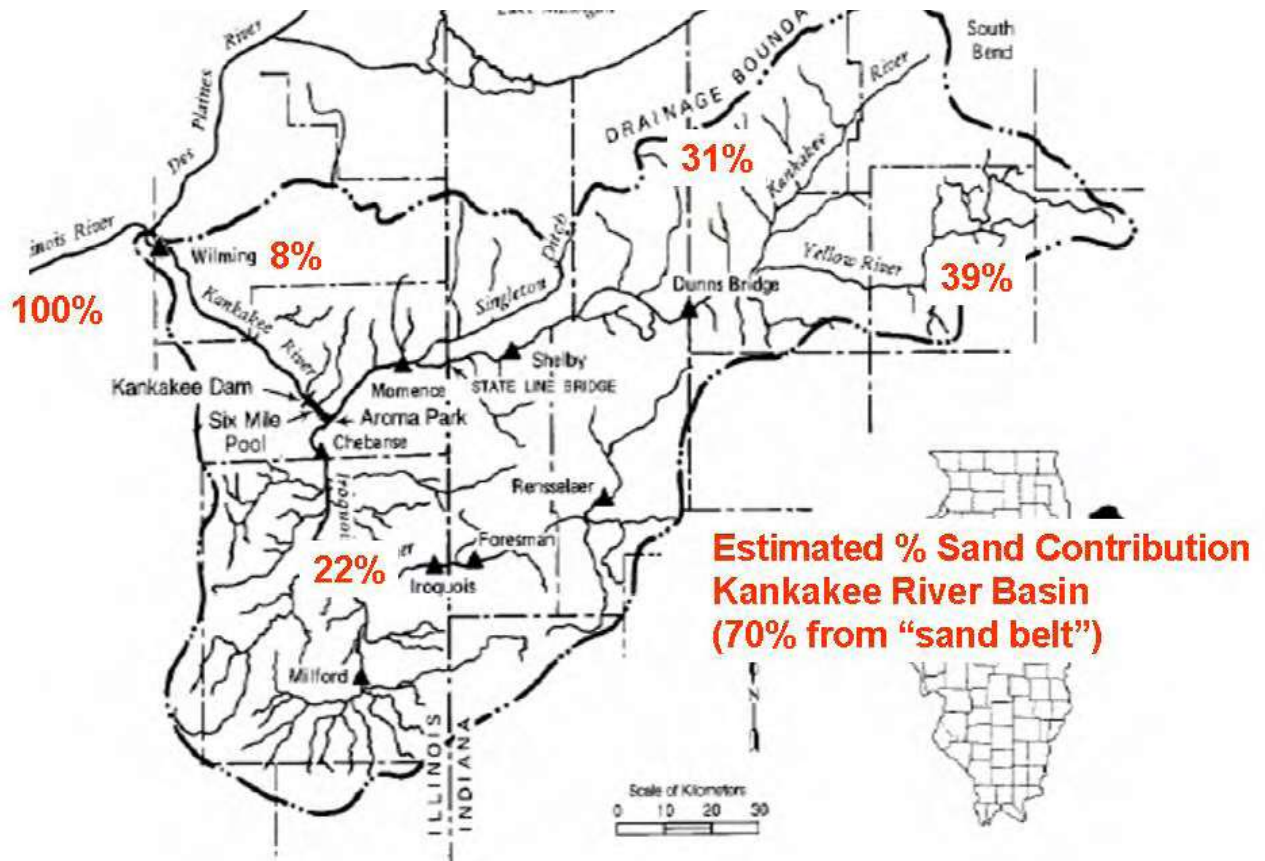 South
Bend
River
Des Plaines
DRAINAGE BOUNDA
River
Kankakee
31%
inois River
Wilming 8%
100%
Ditch
Singleton
Yellow River
39%
Dunns Bridge
Kankakee
River
Shelby
Momence
STATE LINE BRIDGE
Kankakee Dam
Six Mile
Pool
Aroma Park
Chebanse
Iroquoi
Rensselaer
Foresman
22%
er
Iroquois
Milford
ILLINOIS
INDIANA
Estimated % Sand Contribution
Kankakee River Basin
(70% from “sand belt”)
N
Scale of Kilometers
0 10 20 30